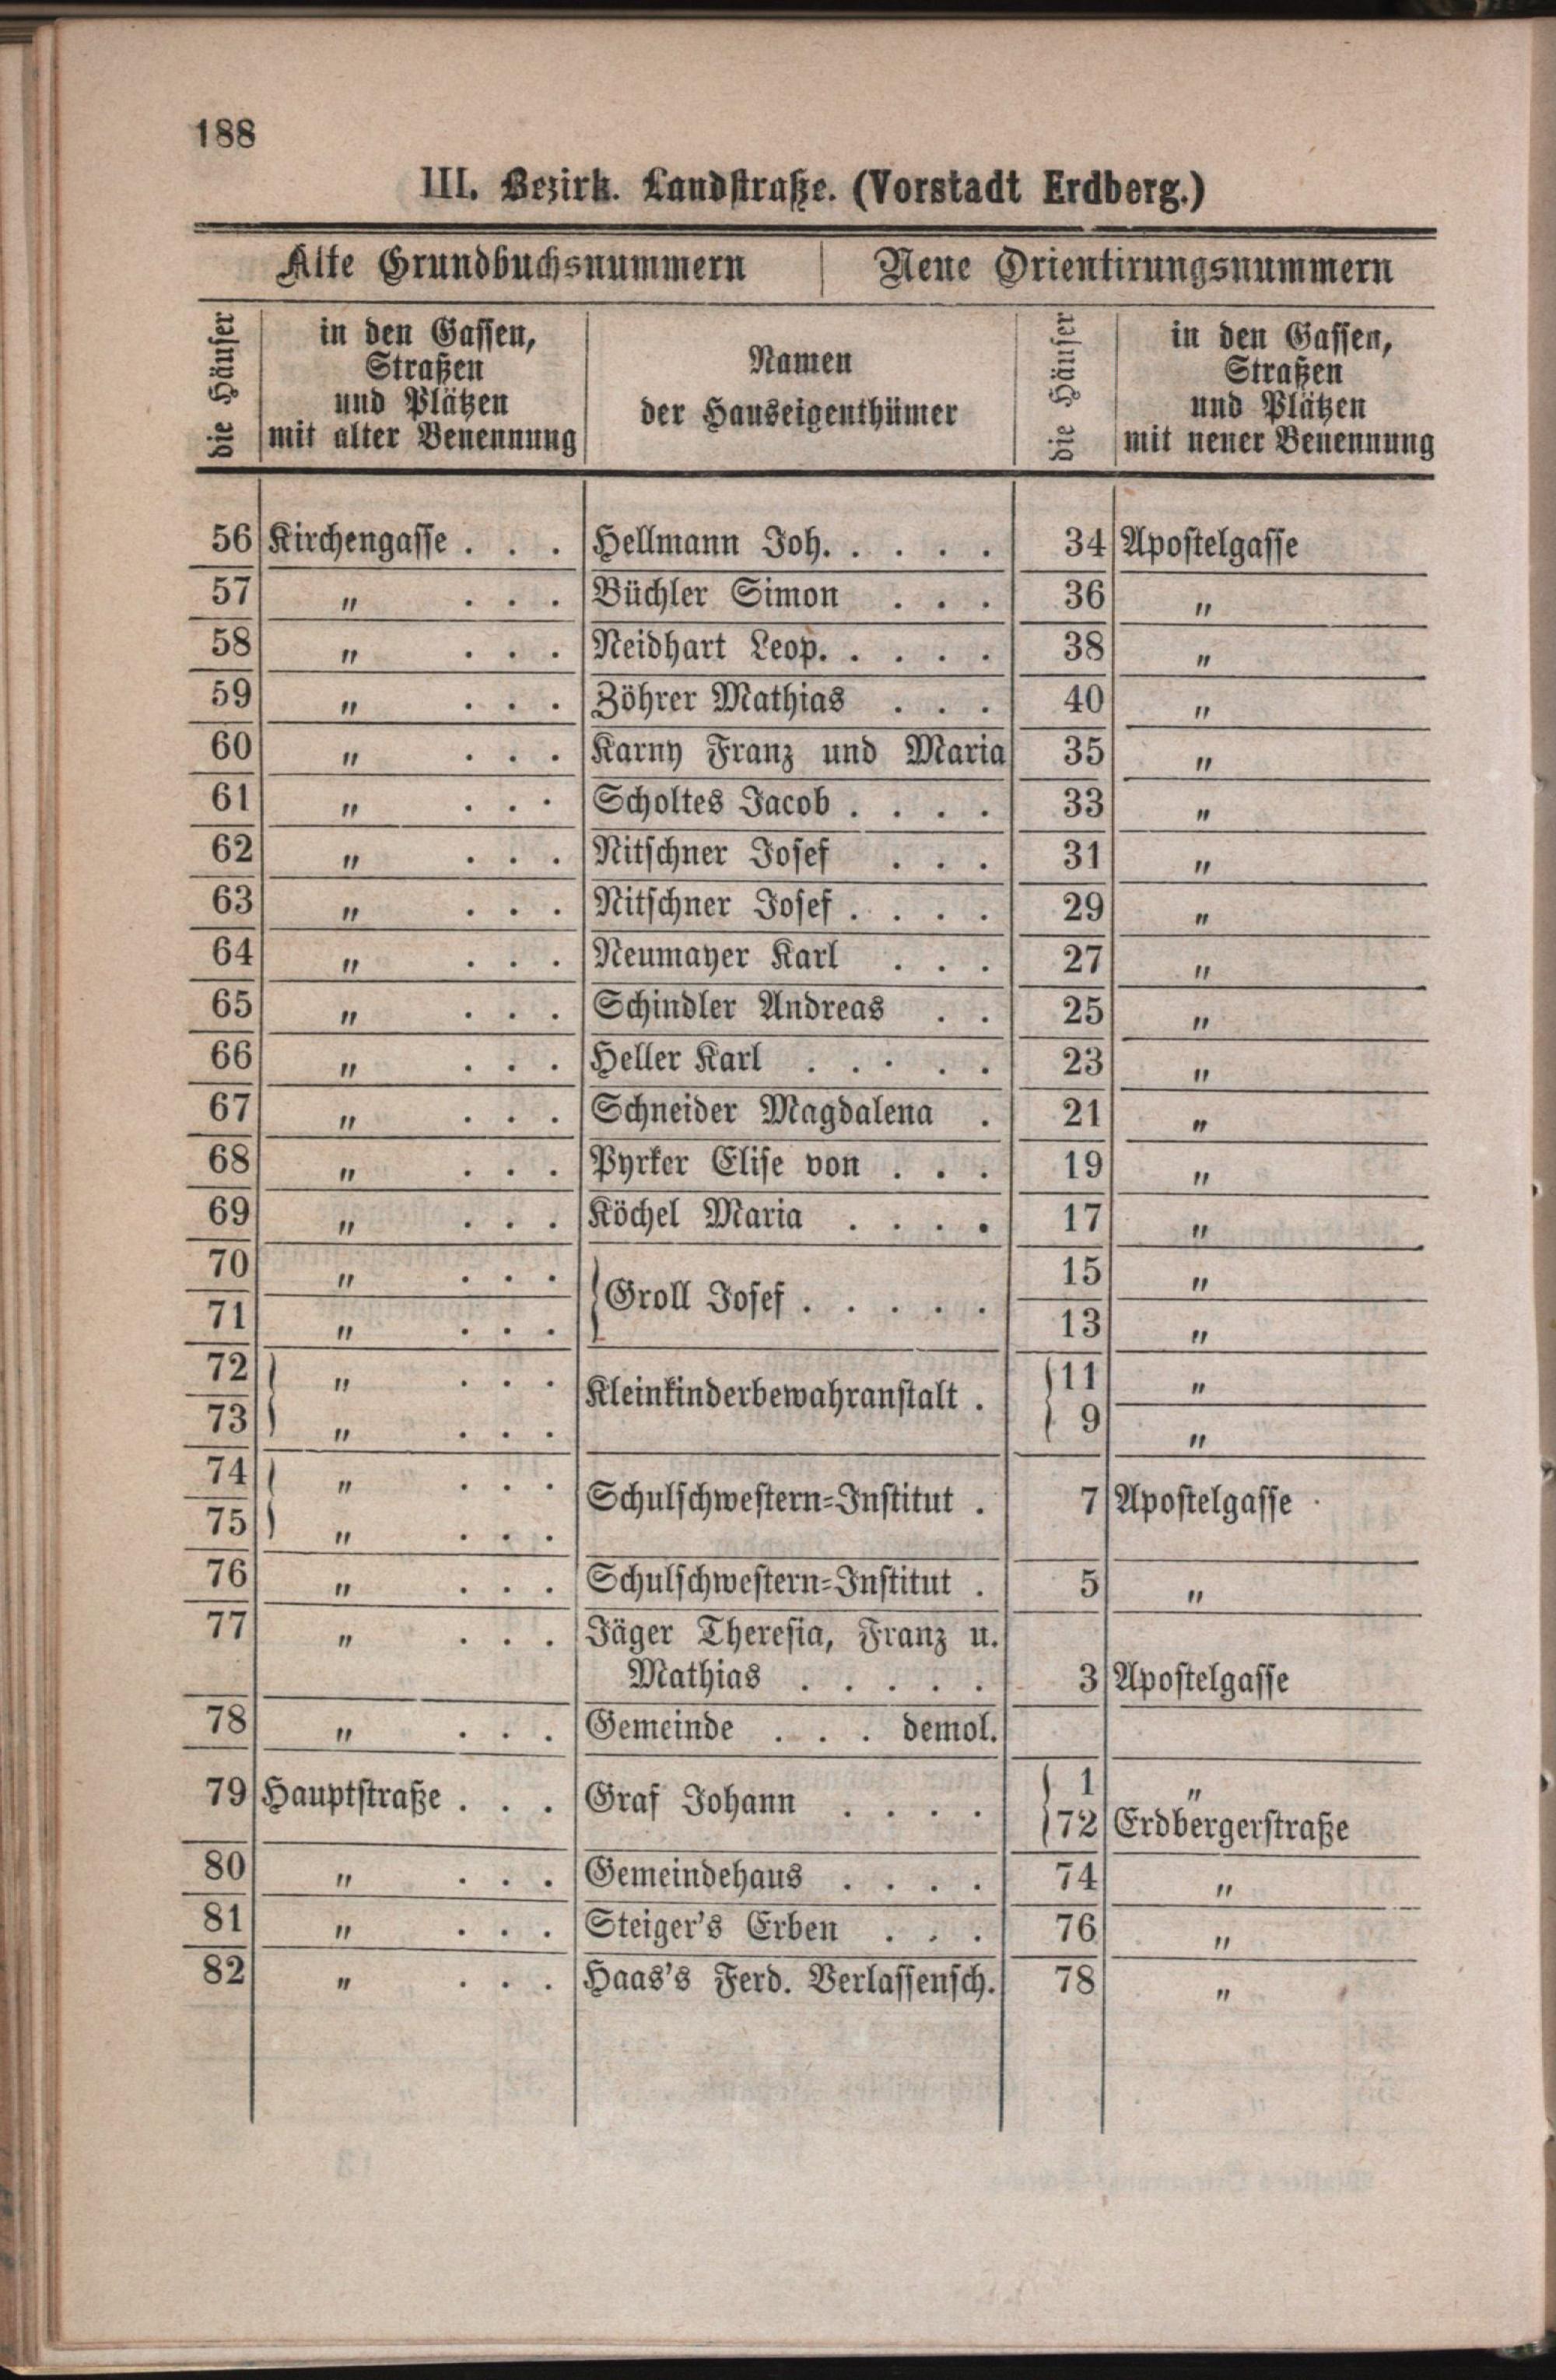 188
III. Bezirk. Landstraße. (Vorstadt Erdberg.)
Alte Grundbuchsnummern Neue Orientirungsnummern
die Häuser in den Gassen, Straßen und Plätzen mit alter Benennung Namen der Hauseigenthümer die Häuser in den Gassen, Straßen und Plätzen mit neuer Benennung
56 Kirchengasse . . . Hellmann Joh. . . . . 34 Apostelgasse
57 " . . . Büchler Simon . . . 36 "
58 " . . . Neidhart Leop. . . . . 38 "
59 " . . . Zöhrer Mathias . . . 40 "
60 " . . . Karny Franz und Maria 35 "
61 " . . . Scholtes Jacob . . . . 33 "
62 " . . . Nitschner Josef . . . 31 "
63 " . . . Nitschner Josef . . . . 29 "
64 " . . . Neumayer Karl . . . 27 "
65 " . . . Schindler Andreas . . 25 "
66 " . . . Heller Karl . . . . . 23 "
67 " . . . Schneider Magdalena . 21 "
68 " . . . Pyrker Elise von . . . 19 "
69 " . . . Köchel Maria . . . . 17 "
70 " . . . 15 "
Groll Josef . . . . .
71 " . . . 13 "
72 " . . . 11 "
Kleinkinderbewahranstalt .
73 " . . . 9 "
74 " . . .
Schulschwestern-Institut . 7 Apostelgasse
75 " . . .
76 " . . . Schulschwestern-Institut . 5 "
77 " . . . Jäger Theresia, Franz u.
Mathias . . . . . 3 Apostelgasse
78 " . . . Gemeinde . . . demol.
1 "
79 Hauptstraße . . . Graf Johann . . . .
72 Erdbergerstraße
80 " . . . Gemeindehaus . . . . 74 "
81 " . . . Steiger's Erben . . . 76 "
82 " . . . Haas's Ferd. Verlassensch. 78 "